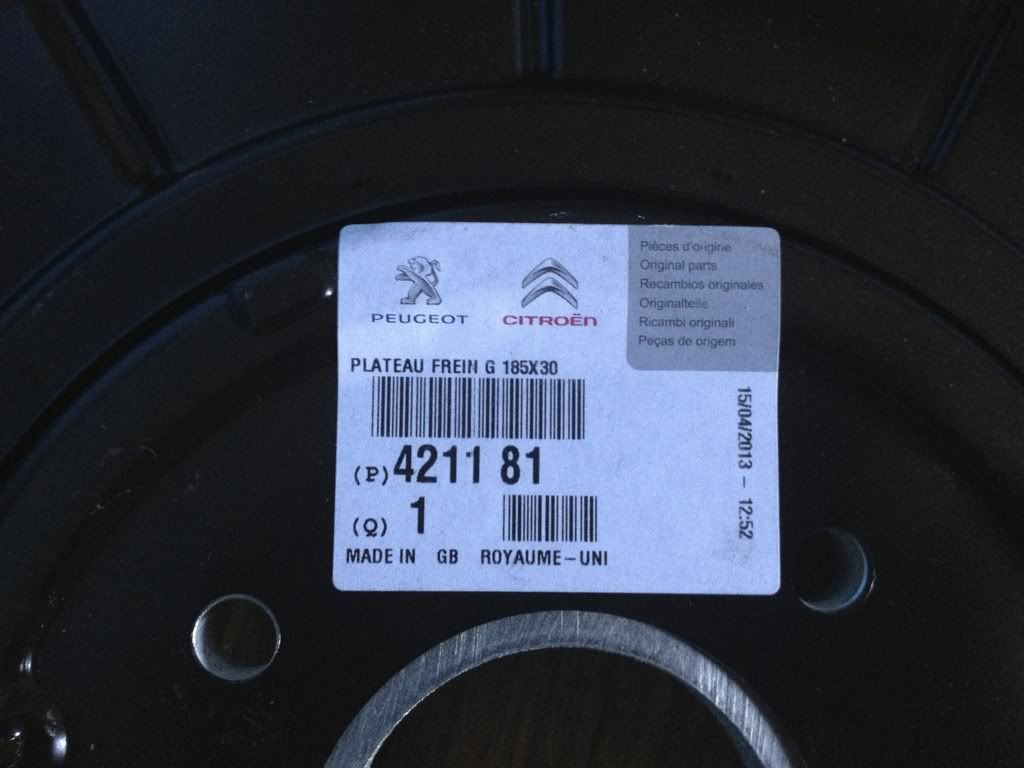 PEUGEOT
CITROËN
Pièces d'origine
Original parts
Recambios originales
Originalteile
Ricambi originali
Peças de origem
PLATEAU FREIN G 185X30
(P) 4211 81
(Q) 1
MADE IN GB ROYAUME-UNI
15/04/2013 - 12:52